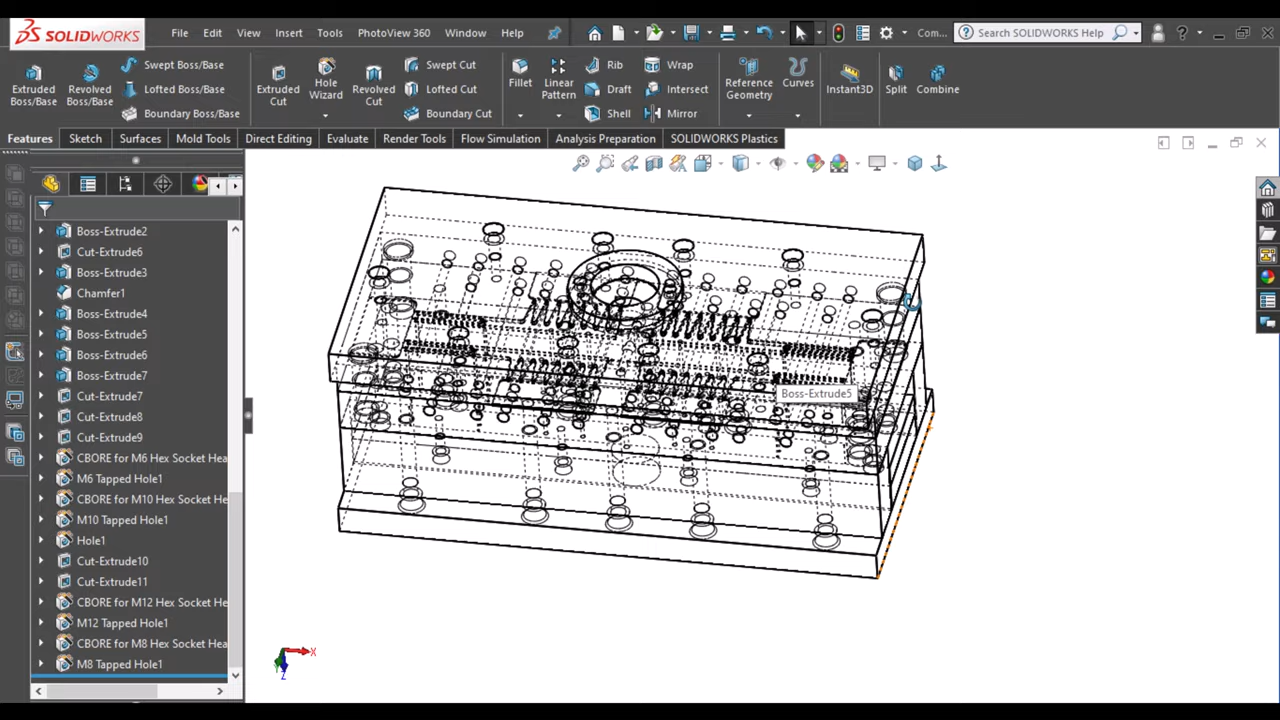 SOLIDWORKS
File Edit View Insert Tools PhotoView 360 Window Help
Com...
Search SOLIDWORKS Help
Extruded Boss/Base
Revolved Boss/Base
Swept Boss/Base
Lofted Boss/Base
Boundary Boss/Base
Extruded Cut
Hole Wizard
Revolved Cut
Swept Cut
Lofted Cut
Boundary Cut
Fillet
Linear Pattern
Rib
Draft
Shell
Wrap
Intersect
Mirror
Reference Geometry
Curves
Instant3D
Split
Combine
Features Sketch Surfaces Mold Tools Direct Editing Evaluate Render Tools Flow Simulation Analysis Preparation SOLIDWORKS Plastics
Boss-Extrude2
Cut-Extrude6
Boss-Extrude3
Chamfer1
Boss-Extrude4
Boss-Extrude5
Boss-Extrude6
Boss-Extrude7
Cut-Extrude7
Cut-Extrude8
Cut-Extrude9
CBORE for M6 Hex Socket Hea
M6 Tapped Hole1
CBORE for M10 Hex Socket He
M10 Tapped Hole1
Hole1
Cut-Extrude10
Cut-Extrude11
CBORE for M12 Hex Socket He
M12 Tapped Hole1
CBORE for M8 Hex Socket Hea
M8 Tapped Hole1
Boss-Extrude5
X
Z